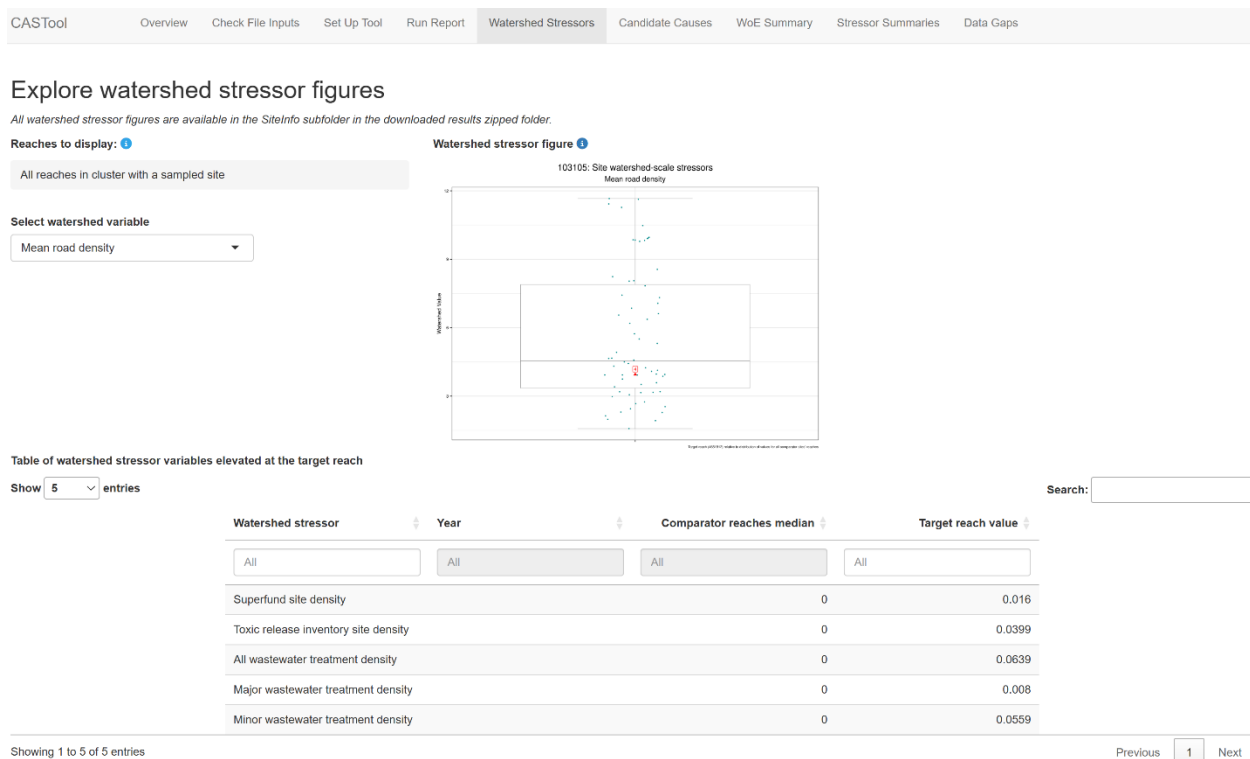 CASTool Overview Check File Inputs Set Up Tool Run Report Watershed Stressors Candidate Causes WoE Summary Stressor Summaries Data Gaps
Explore watershed stressor figures
All watershed stressor figures are available in the SiteInfo subfolder in the downloaded results zipped folder.
Reaches to display:
All reaches in cluster with a sampled site
Select watershed variable
Mean road density
Watershed stressor figure
103105: Site watershed-scale stressors
Mean road density
12
Watershed Value
Table of watershed stressor variables elevated at the target reach
Show 5 entries
Search:
Watershed stressor Year Comparator reaches median Target reach value
All All All All
Superfund site density 0 0.016
Toxic release inventory site density 0 0.0399
All wastewater treatment density 0 0.0639
Major wastewater treatment density 0 0.008
Minor wastewater treatment density 0 0.0559
Showing 1 to 5 of 5 entries
Previous 1 Next